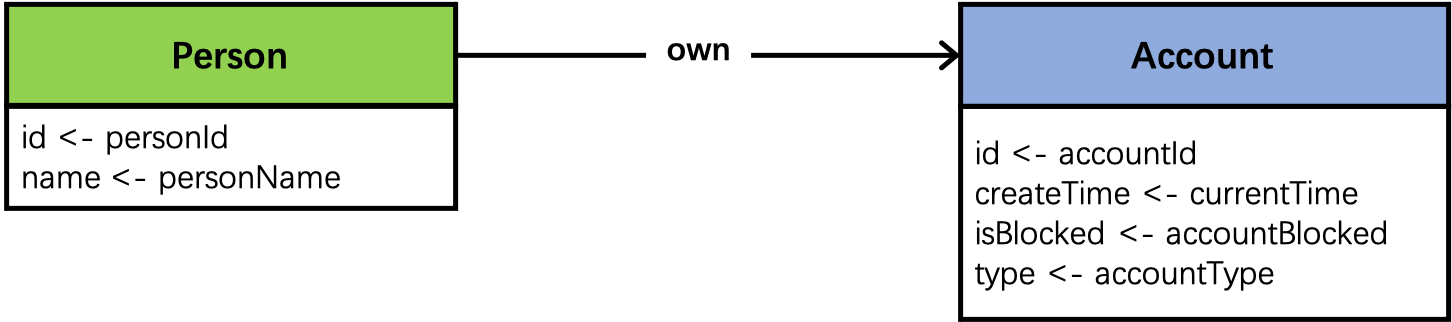 Person
own
Account
id <- personId
name <- personName
id <- accountId
createTime <- currentTime
isBlocked <- accountBlocked
type <- accountType